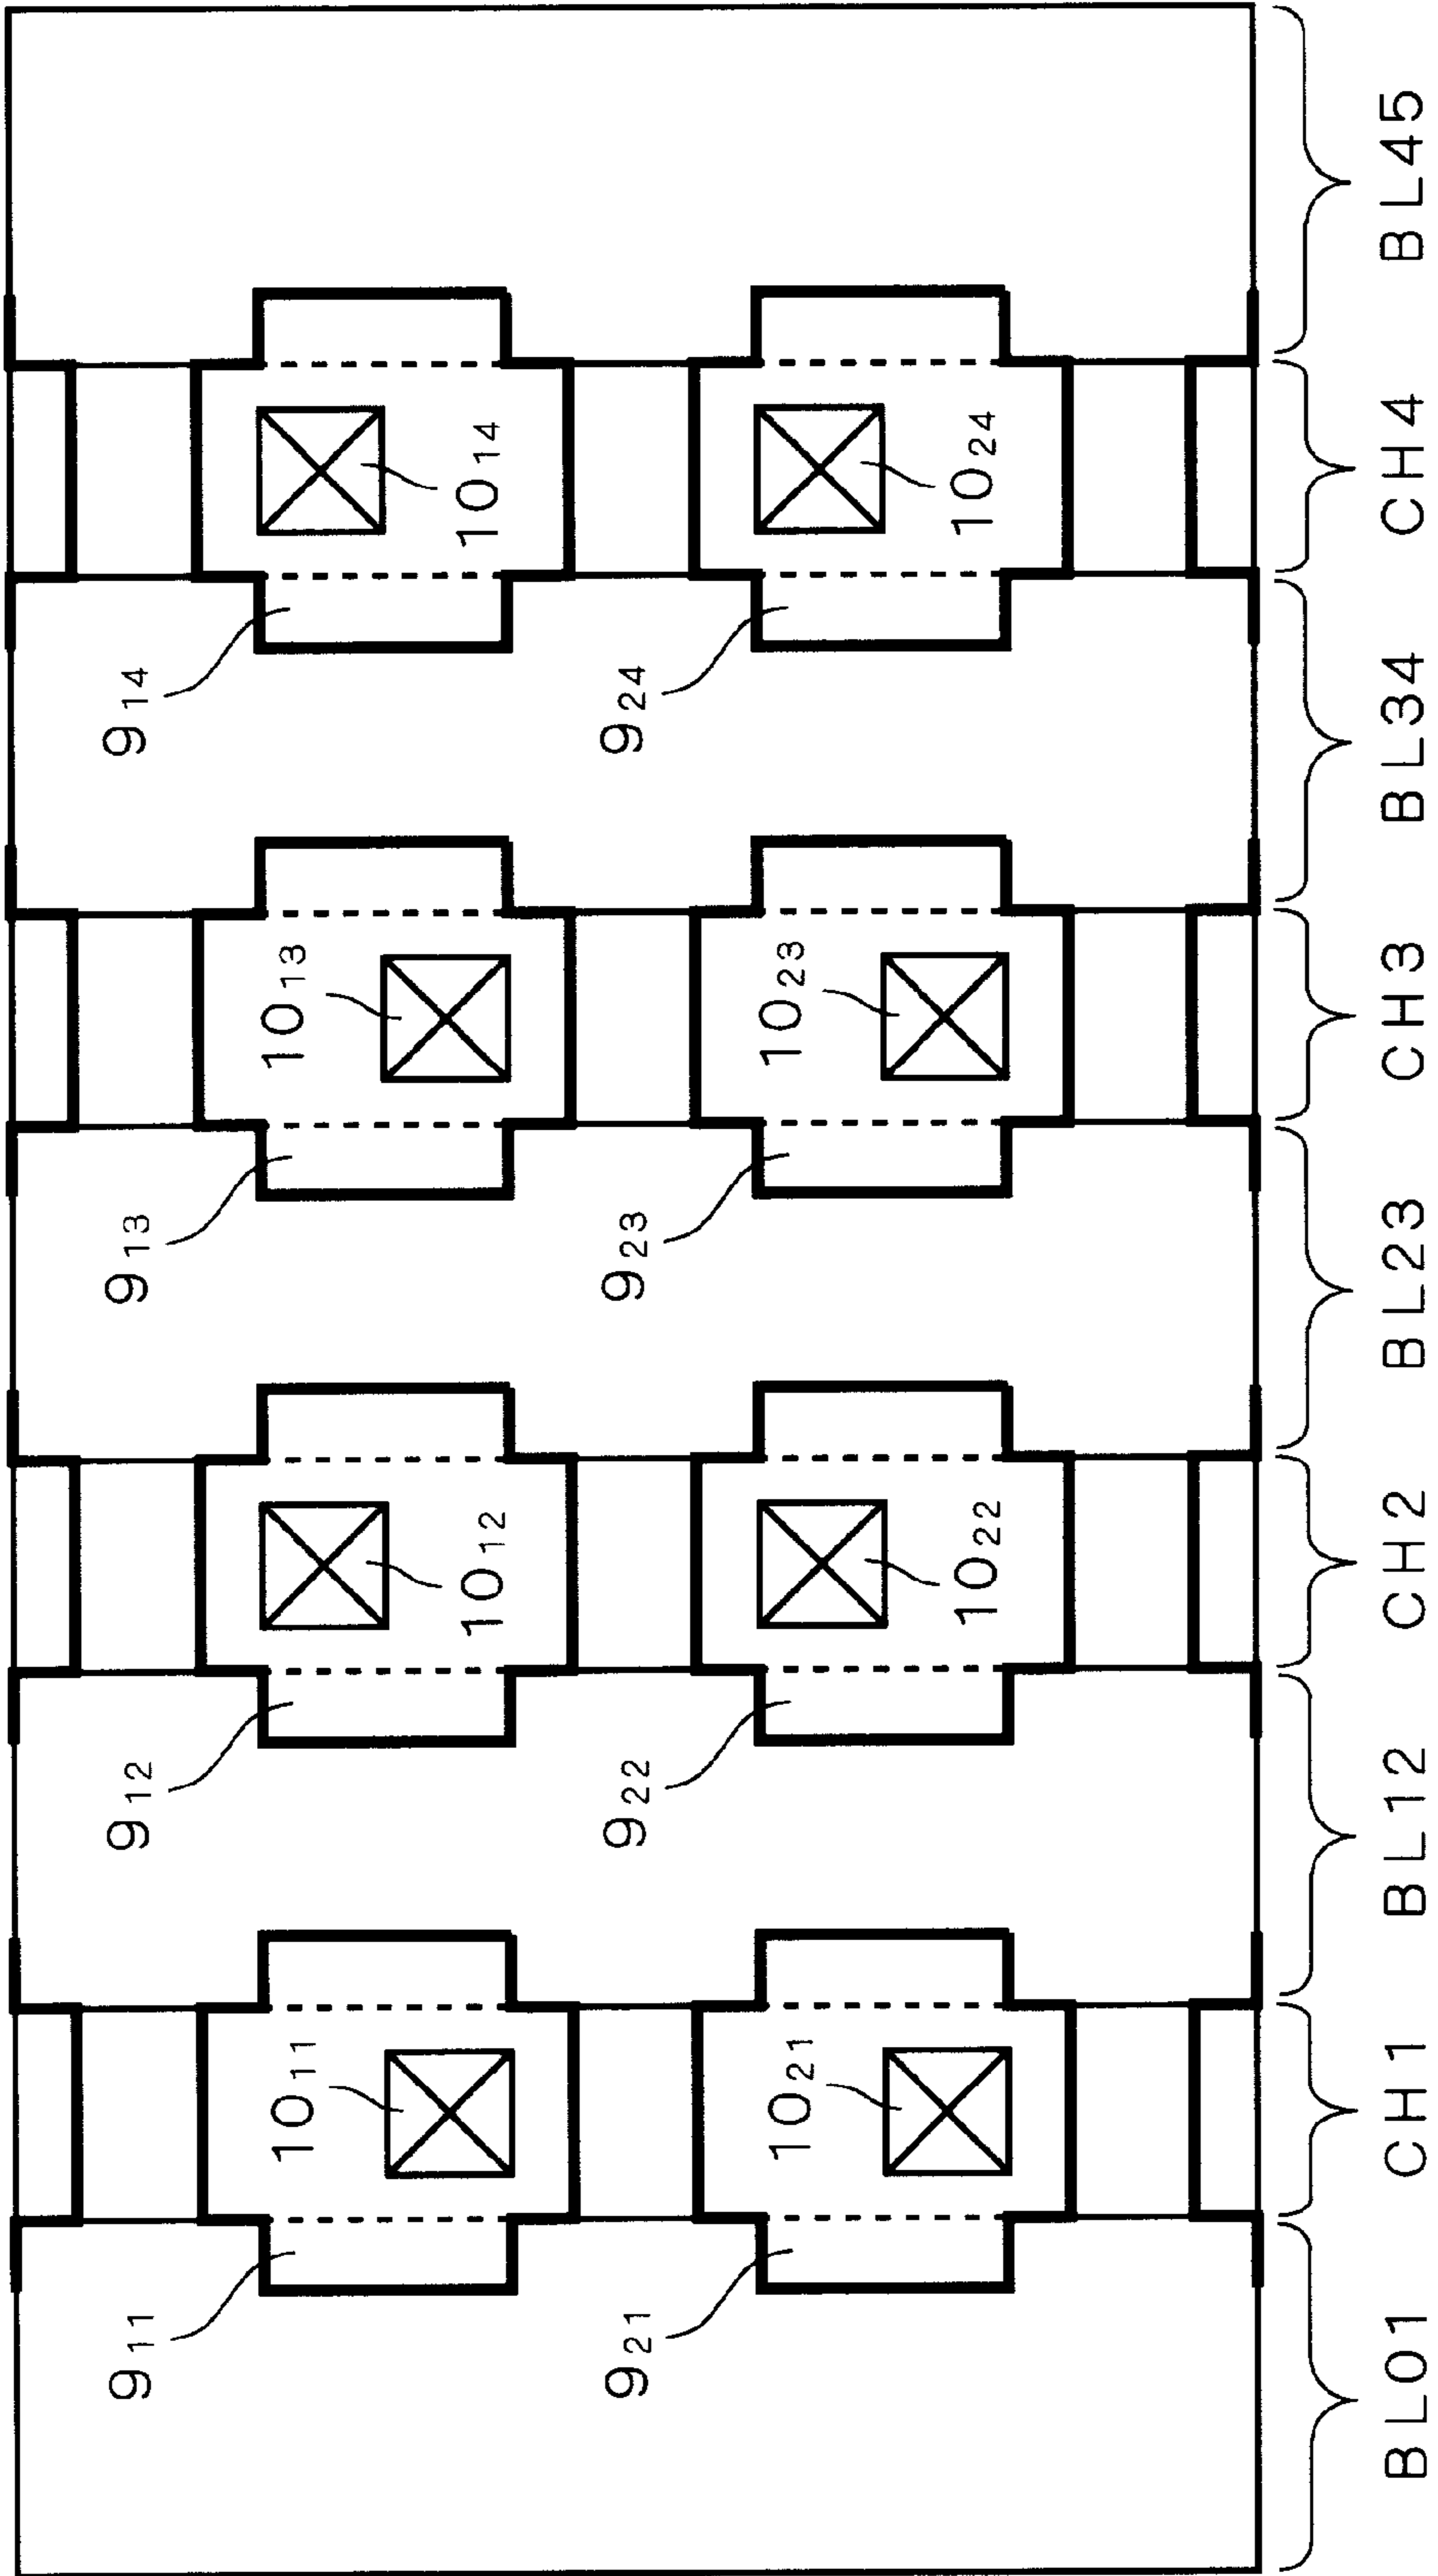 9₁₁ 9₁₂ 9₁₃ 9₁₄
10₁₁ 10₁₃
10₁₂ 10₁₄
9₂₁ 9₂₂ 9₂₃ 9₂₄
10₂₁ 10₂₃
10₂₂ 10₂₄
BL01 CH1 BL12 CH2 BL23 CH3 BL34 CH4 BL45